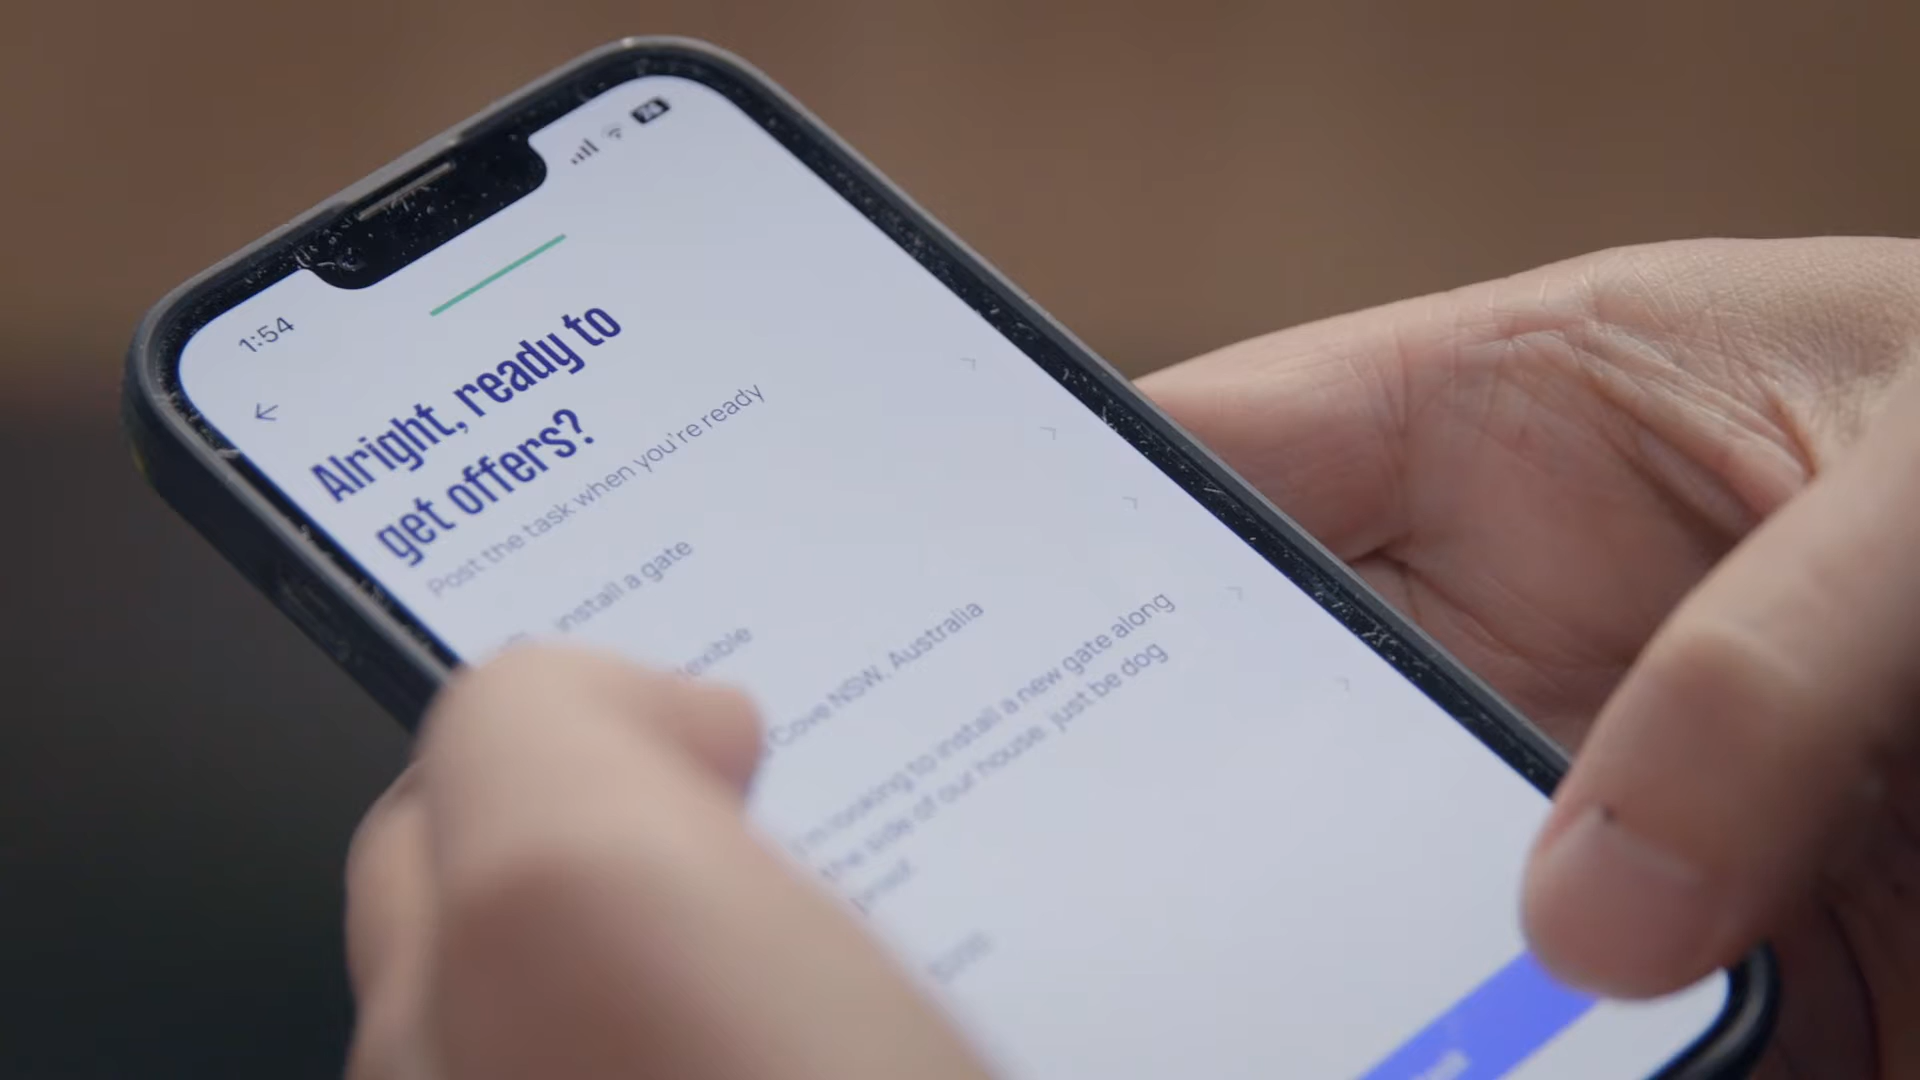 1:54
Alright, ready to
get offers?
Post the task when you're ready
install a gate
flexible
Cove NSW, Australia
I'm looking to install a new gate along
the side of our house. just be dog
proof.